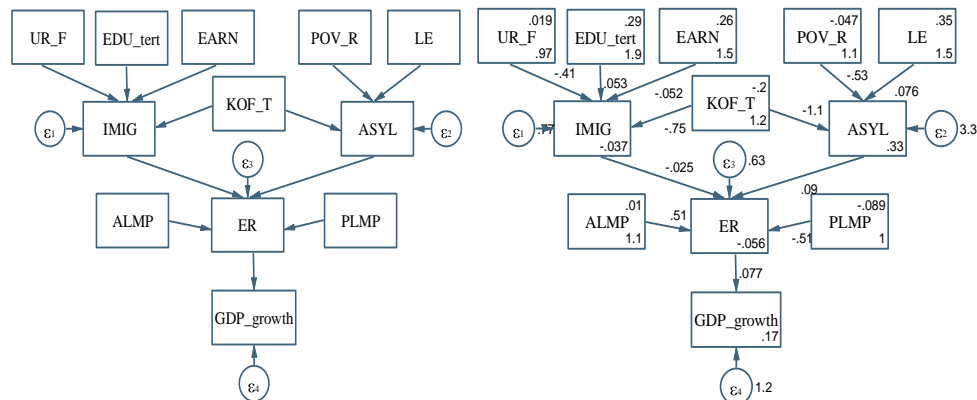 UR_F
EDU_tert
EARN
POV_R
LE
KOF_T
ε1
IMIG
ASYL
ε2
ε3
ALMP
ER
PLMP
GDP_growth
ε4
.019
UR_F
.97
.29
EDU_tert
1.9
.26
EARN
1.5
-.047
POV_R
1.1
.35
LE
1.5
-.41
.053
-.052
-.2
KOF_T
1.2
-.53
.076
ε1
.77
IMIG
-.037
-.75
-1.1
ASYL
.33
ε2
3.3
-.025
ε3
.63
.09
.01
ALMP
1.1
.51
ER
-.056
-.51
-.089
PLMP
1
.077
GDP_growth
.17
ε4
1.2